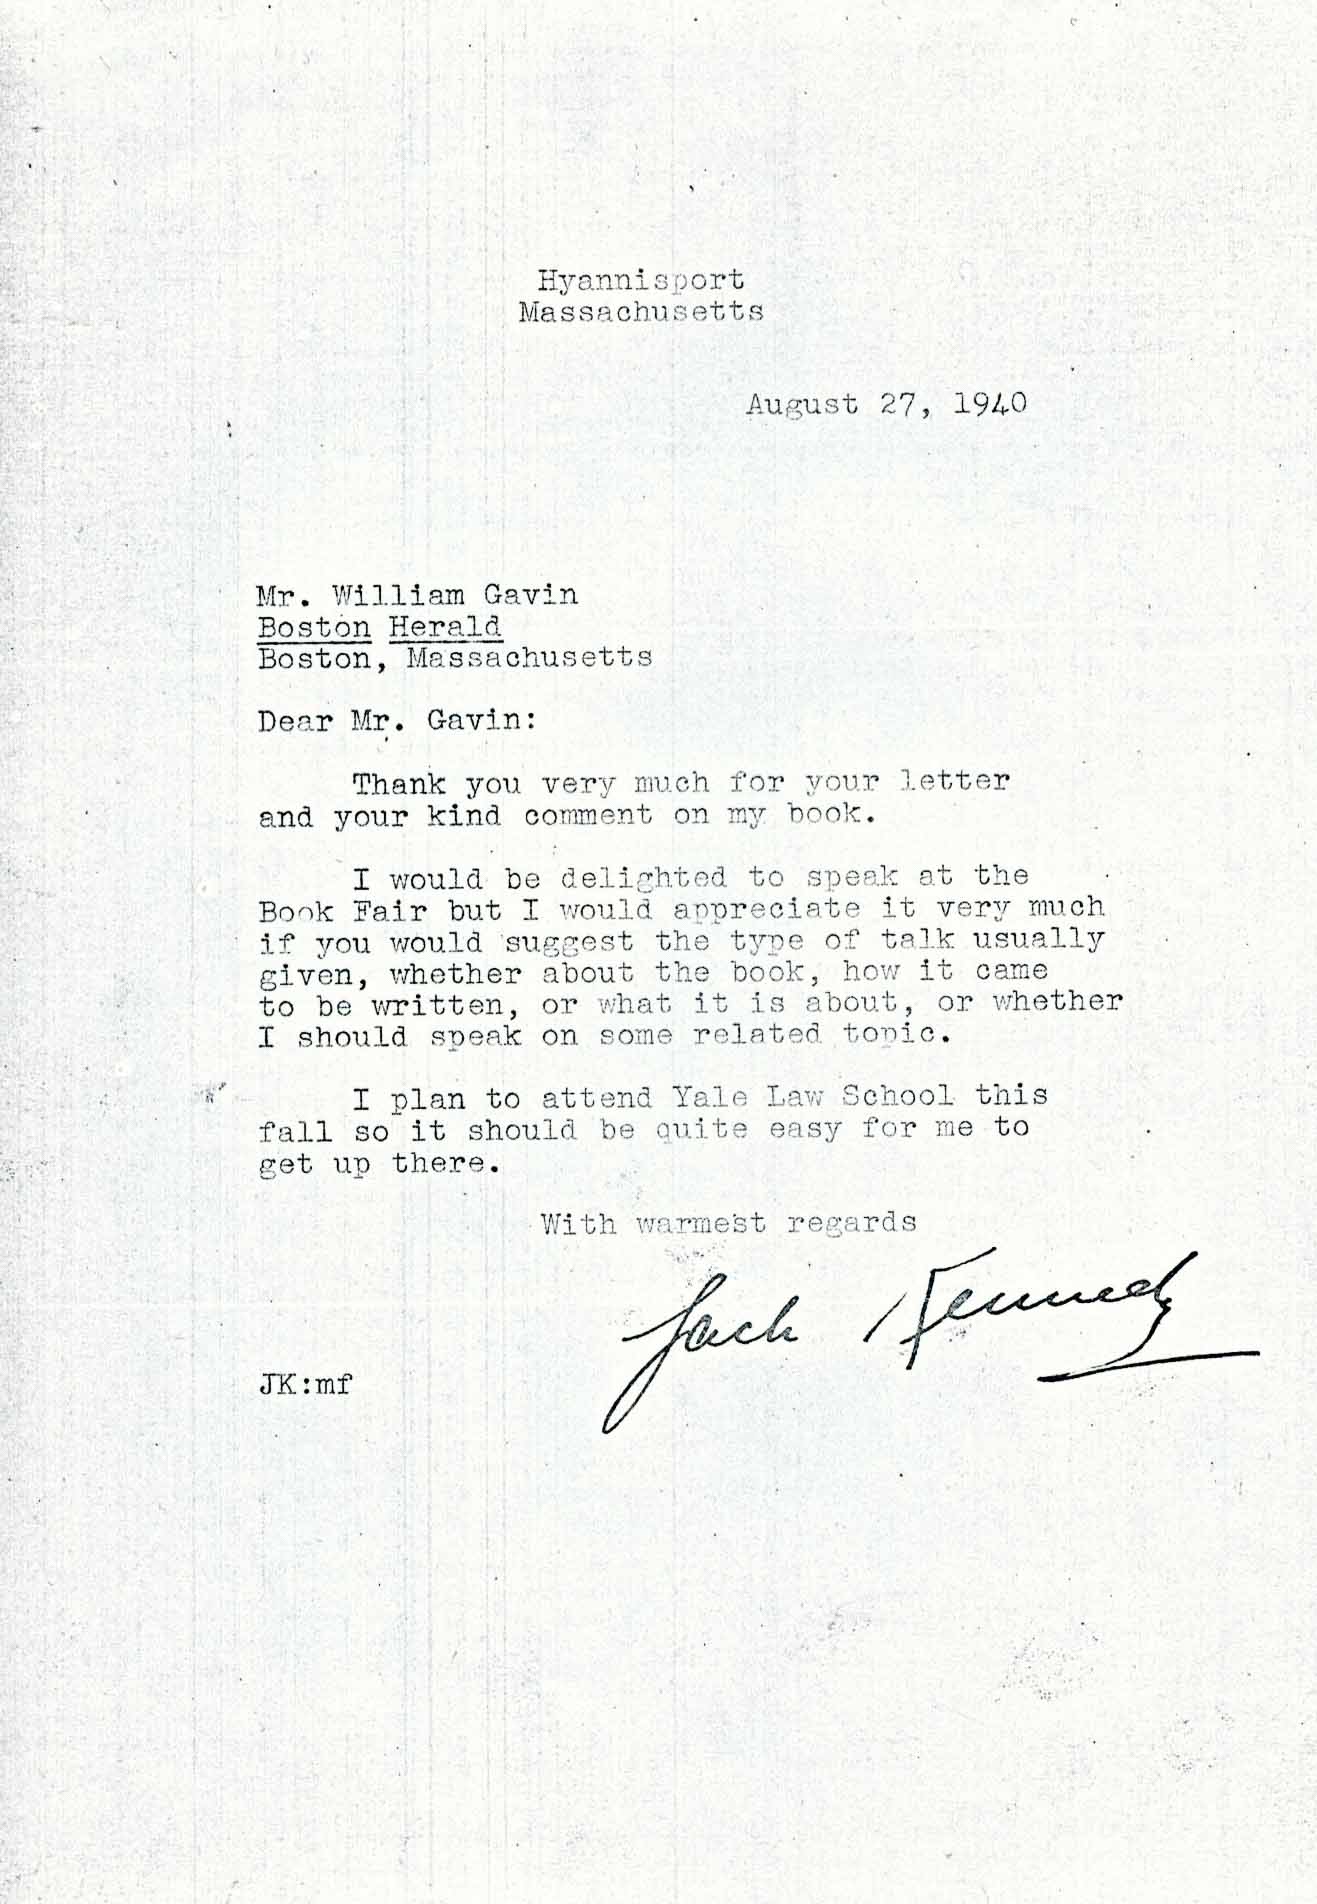 Hyannisport
Massachusetts
August 27, 1940
Mr. William Gavin
Boston Herald
Boston, Massachusetts
Dear Mr. Gavin:
Thank you very much for your letter
and your kind comment on my book.
I would be delighted to speak at the
Book Fair but I would appreciate it very much
if you would suggest the type of talk usually
given, whether about the book, how it came
to be written, or what it is about, or whether
I should speak on some related topic.
I plan to attend Yale Law School this
fall so it should be quite easy for me to
get up there.
With warmest regards
Jack Kennedy
JK:mf